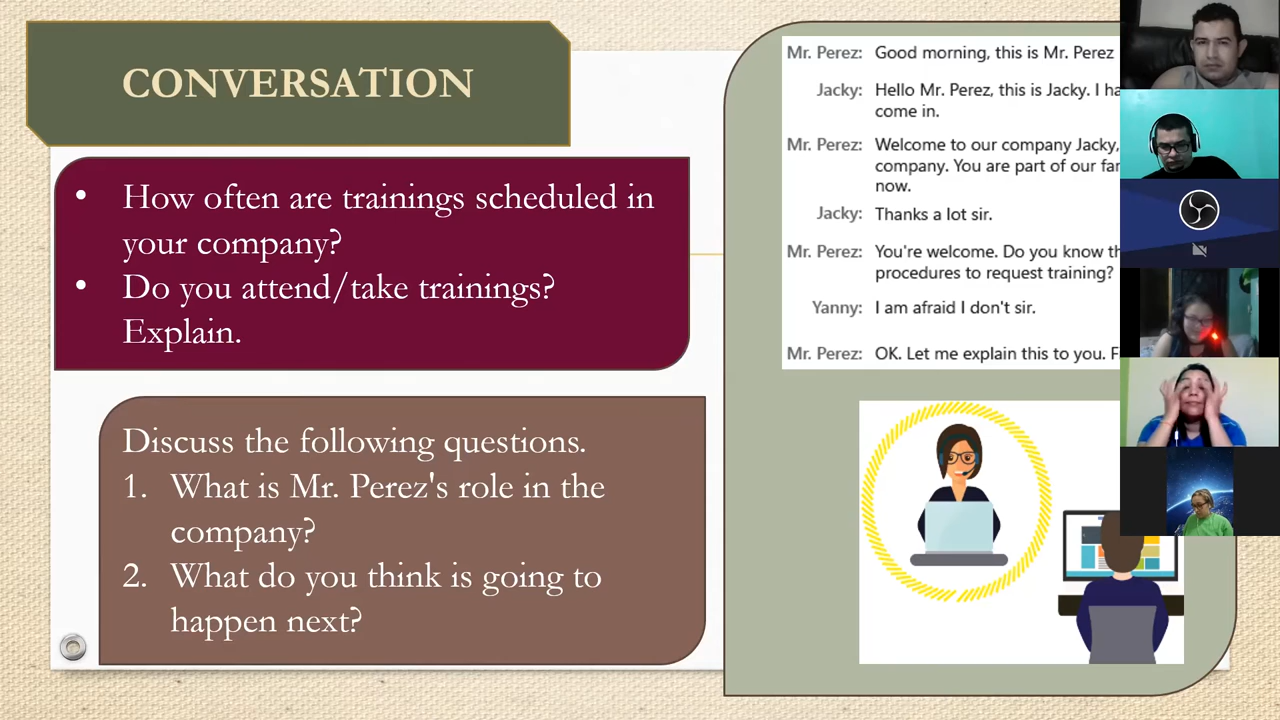 CONVERSATION
• How often are trainings scheduled in
your company?
• Do you attend/take trainings?
Explain.
Discuss the following questions.
1. What is Mr. Perez's role in the
company?
2. What do you think is going to
happen next?
Mr. Perez: Good morning, this is Mr. Perez
Jacky: Hello Mr. Perez, this is Jacky. I
come in.
Mr. Perez: Welcome to our company Jacky,
company. You are part of our
now.
Jacky: Thanks a lot sir.
Mr. Perez: You're welcome. Do you know
procedures to request training?
Yanny: I am afraid I don't sir.
Mr. Perez: OK. Let me explain this to you.